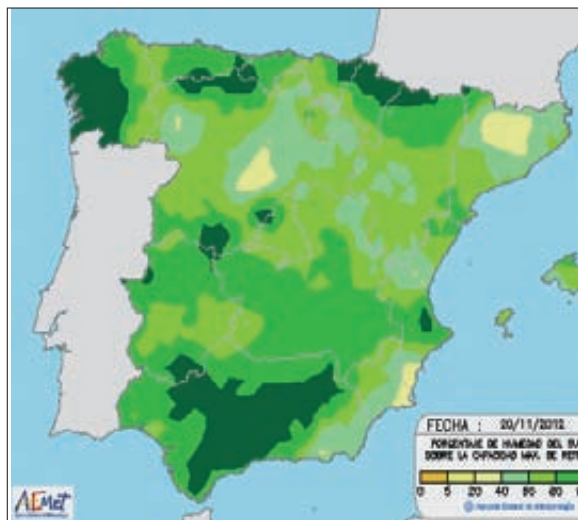 FECHA : 20/11/2012
PORCENTAJE DE HUMEDAD DEL
SOBRE LA CAPACIDAD MAX. DE
0 5 20 40 60 80
AEMet